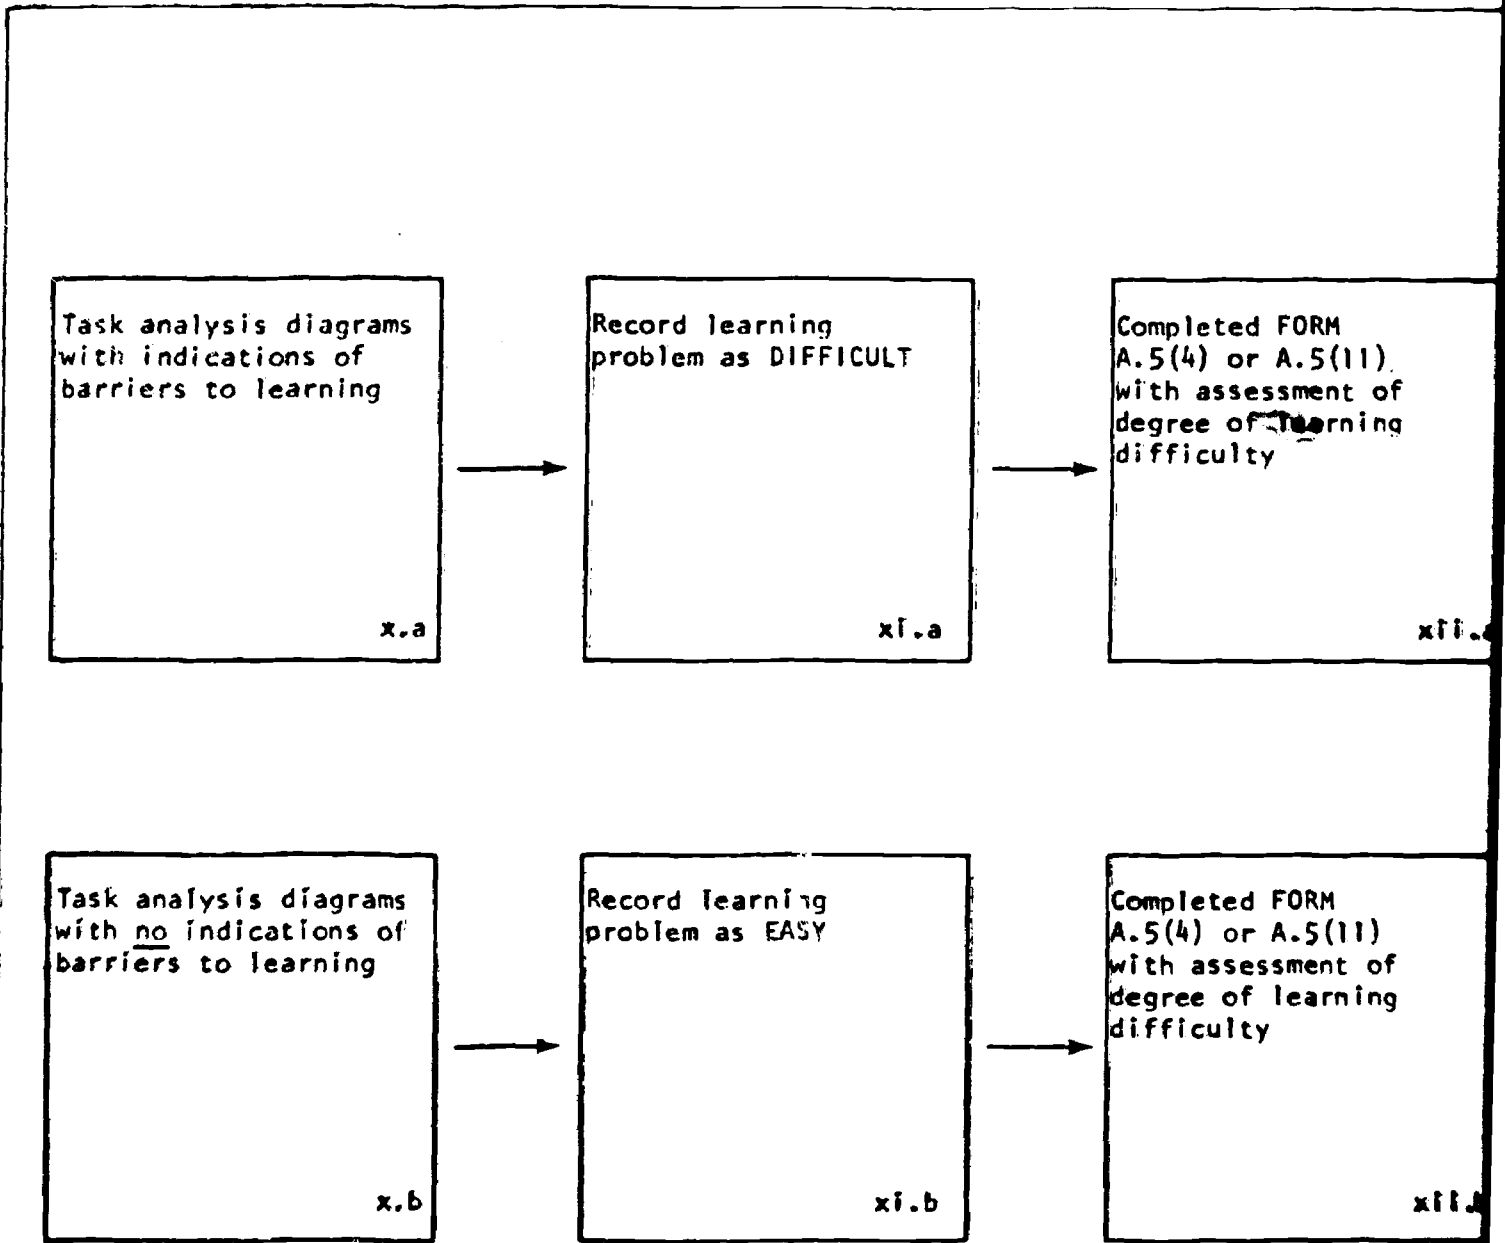 Task analysis diagrams
with indications of
barriers to learning
x.a
Record learning
problem as DIFFICULT
xi.a
Completed FORM
A.5(4) or A.5(11)
with assessment of
degree of
difficulty
Task analysis diagrams
with no indications of
barriers to learning
x.b
Record learning
problem as EASY
xi.b
Completed FORM
A.5(4) or A.5(11)
with assessment of
degree of learning
difficulty